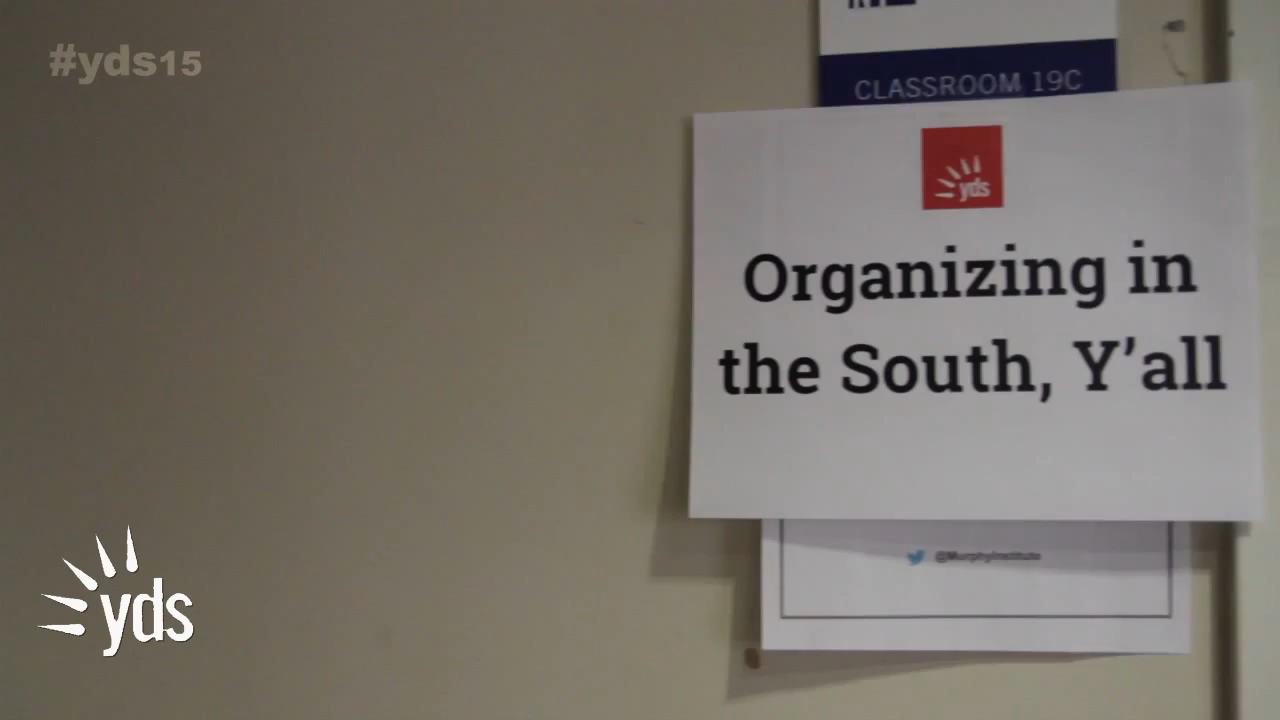 #yds15
CLASSROOM 19C
yds
Organizing in
the South, Y’all
@MurphyInstitute
yds